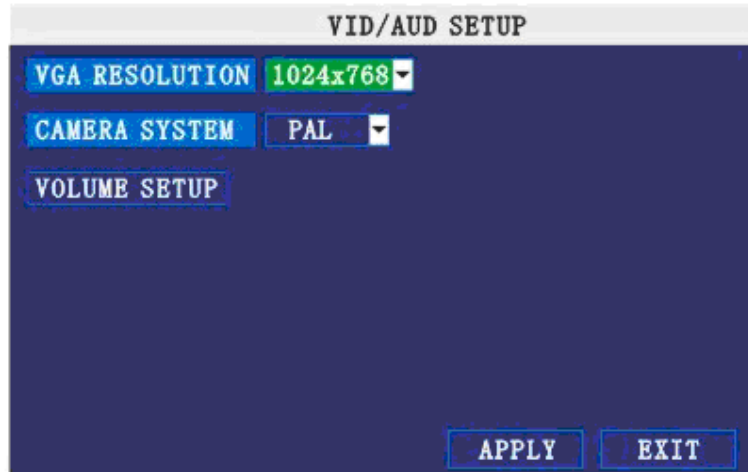 VID/AUD SETUP
VGA RESOLUTION 1024x768
CAMERA SYSTEM PAL
VOLUME SETUP
APPLY EXIT